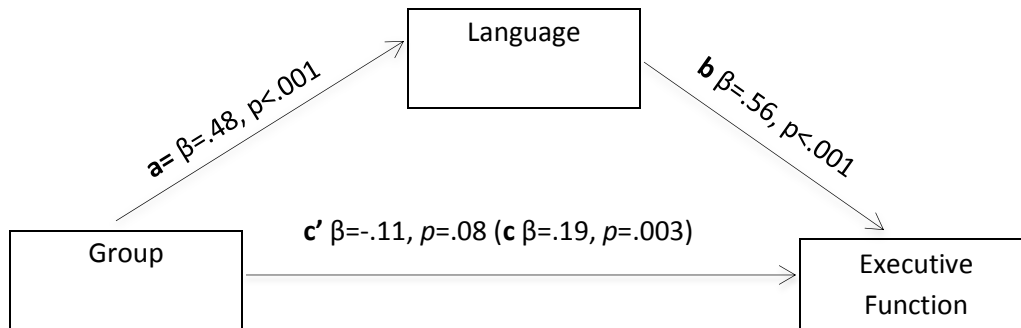 Language
a= β=.48, p<.001
b β=.56, p<.001
c’ β=-.11, p=.08 (c β=.19, p=.003)
Group
Executive
Function